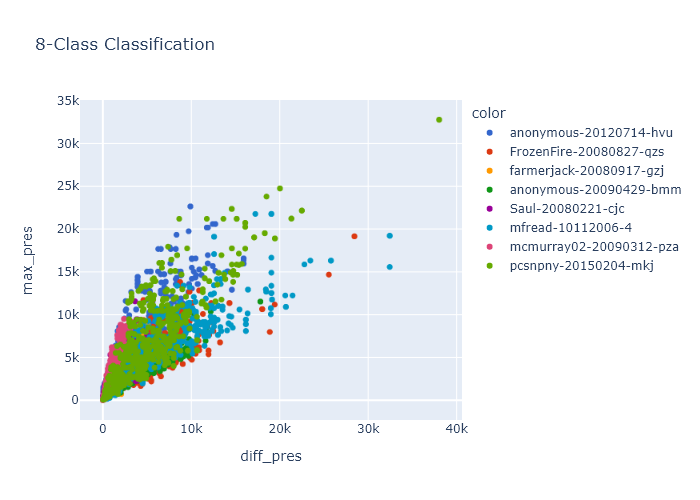 8-Class Classification
35k
30k
25k
20k
15k
10k
5k
0
max_pres
0
10k
20k
30k
40k
diff_pres
color
anonymous-20120714-hvu
FrozenFire-20080827-qzs
farmerjack-20080917-gzj
anonymous-20090429-bmm
Saul-20080221-cjc
mfread-10112006-4
mcmurray02-20090312-pza
pcsnpny-20150204-mkj